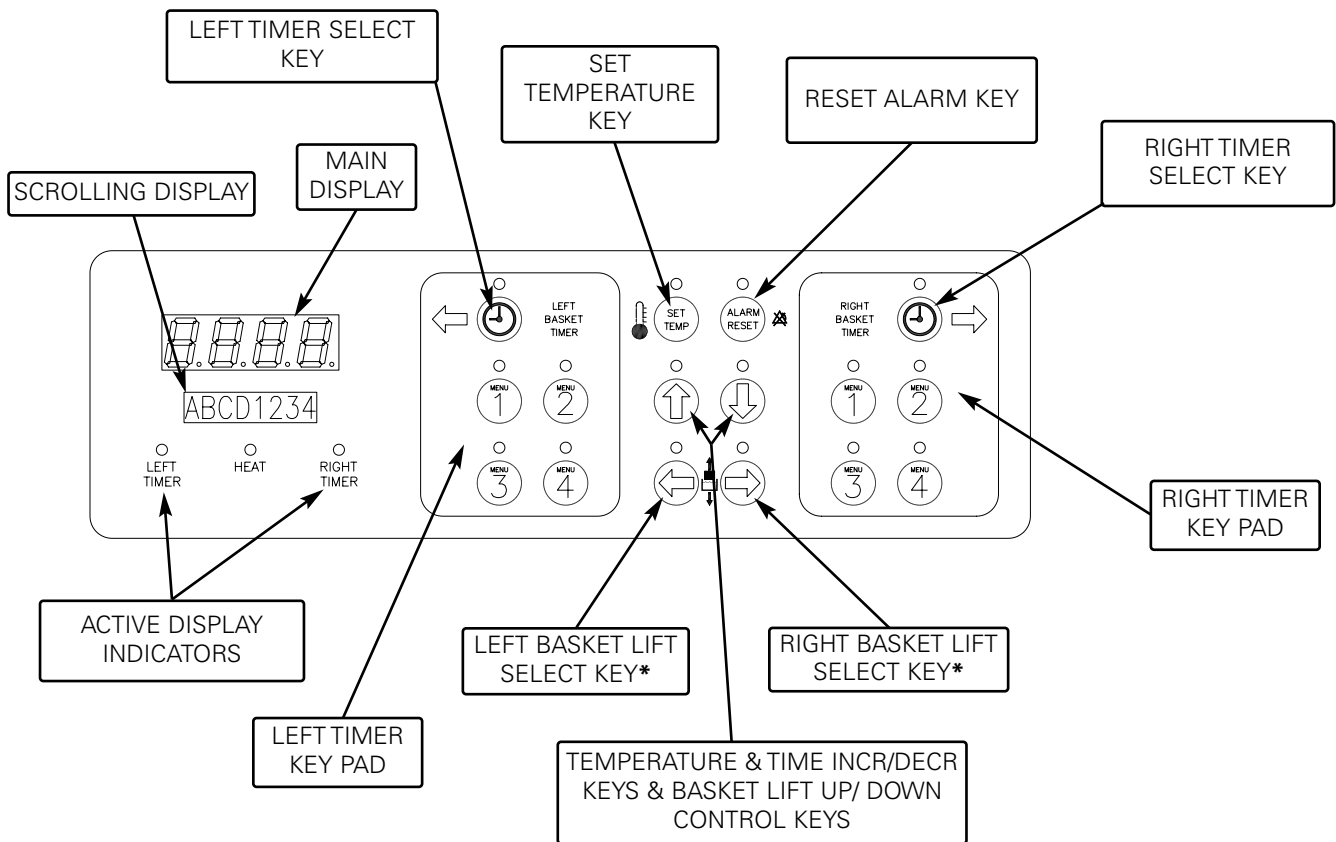 LEFT TIMER SELECT
KEY
SET
TEMPERATURE
KEY
RESET ALARM KEY
RIGHT TIMER
SELECT KEY
MAIN
DISPLAY
SCROLLING DISPLAY
8.8.8.8.
ABCD1234
LEFT
TIMER
HEAT
RIGHT
TIMER
LEFT
BASKET
TIMER
MENU
1
MENU
2
MENU
3
MENU
4
SET
TEMP
ALARM
RESET
RIGHT
BASKET
TIMER
MENU
1
MENU
2
MENU
3
MENU
4
RIGHT TIMER
KEY PAD
ACTIVE DISPLAY
INDICATORS
LEFT BASKET LIFT
SELECT KEY*
RIGHT BASKET LIFT
SELECT KEY*
LEFT TIMER
KEY PAD
TEMPERATURE & TIME INCR/DECR
KEYS & BASKET LIFT UP/ DOWN
CONTROL KEYS